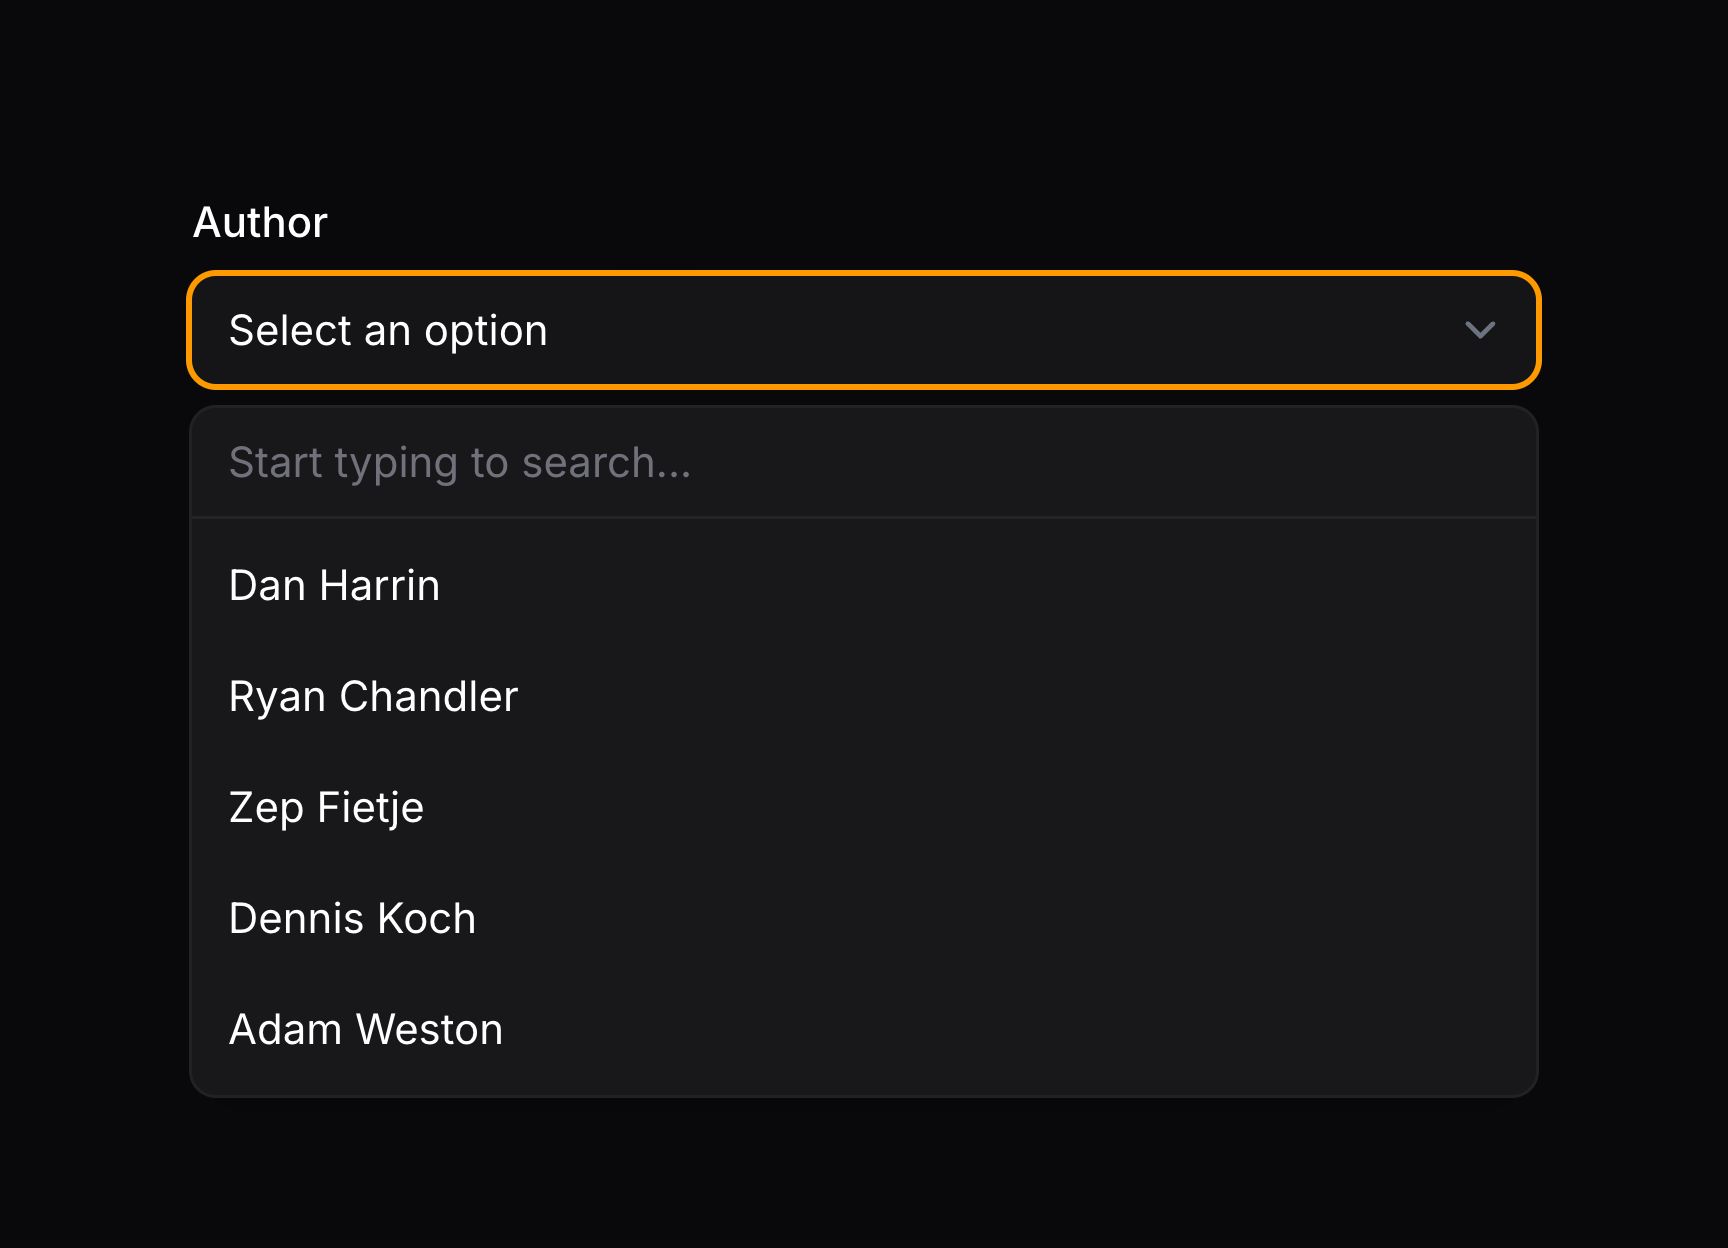 Author
Select an option
Start typing to search...
Dan Harrin
Ryan Chandler
Zep Fietje
Dennis Koch
Adam Weston